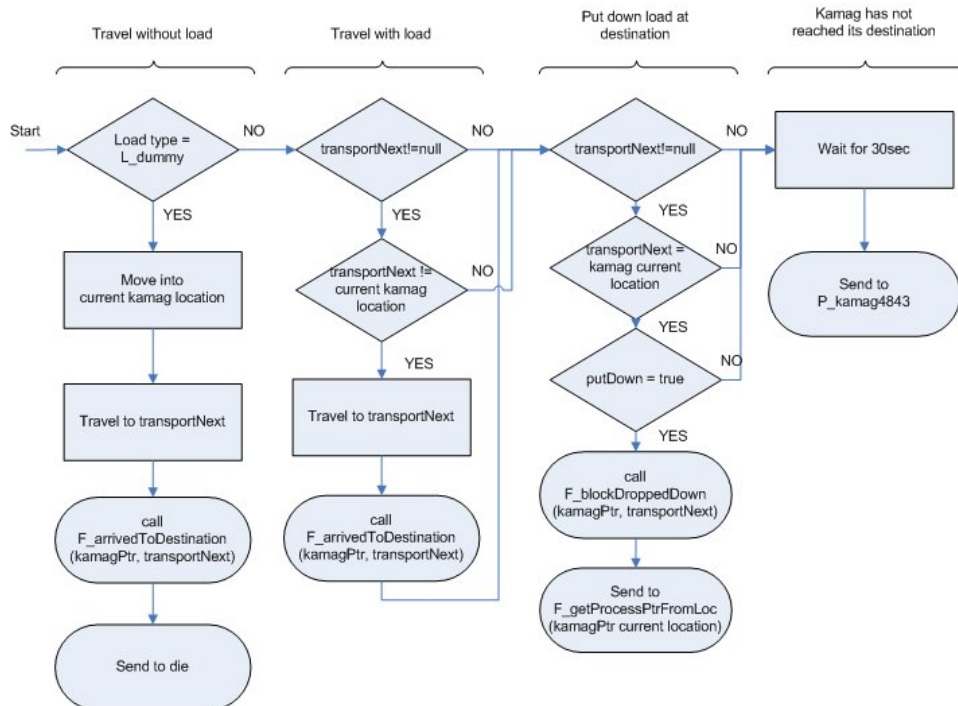 Travel without load
Travel with load
Put down load at
destination
Kamag has not
reached its destination
Start
Load type =
L_dummy
NO
YES
Move into
current kamag location
Travel to transportNext
call
F_arrivedToDestination
(kamagPtr, transportNext)
Send to die
transportNext!=null
NO
YES
transportNext !=
current kamag
location
NO
YES
Travel to transportNext
call
F_arrivedToDestination
(kamagPtr, transportNext)
transportNext!=null
NO
YES
transportNext =
kamag current
location
NO
YES
putDown = true
NO
YES
call
F_blockDroppedDown
(kamagPtr, transportNext)
Send to
F_getProcessPtrFromLoc
(kamagPtr current location)
Wait for 30sec
Send to
P_kamag4843